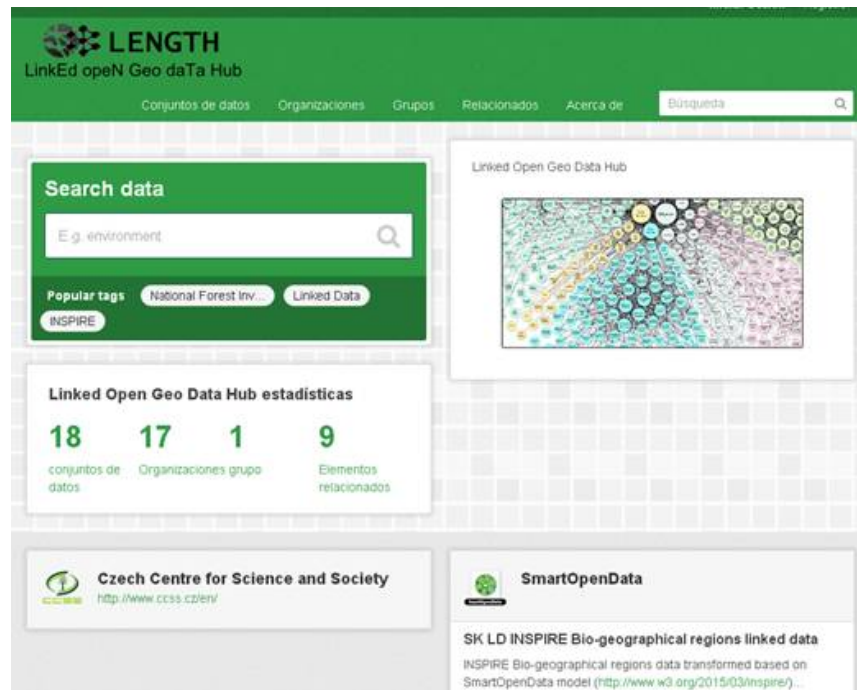 LENGTH
LinkEd opeN Geo daTa Hub
Conjuntos de datos Organizaciones Grupos Relacionados Acerca de Búsqueda
Search data
E.g. environment
Popular tags National Forest Inv... Linked Data
INSPIRE
Linked Open Geo Data Hub
Linked Open Geo Data Hub estadísticas
18 17 1 9
conjuntos de datos Organizaciones grupo Elementos relacionados
Czech Centre for Science and Society
http://www.ccss.cz/en/
CCSS
SmartOpenData
SK LD INSPIRE Bio-geographical regions linked data
INSPIRE Bio-geographical regions data transformed based on
SmartOpenData model (http://www.w3.org/2015/03/inspire/)...